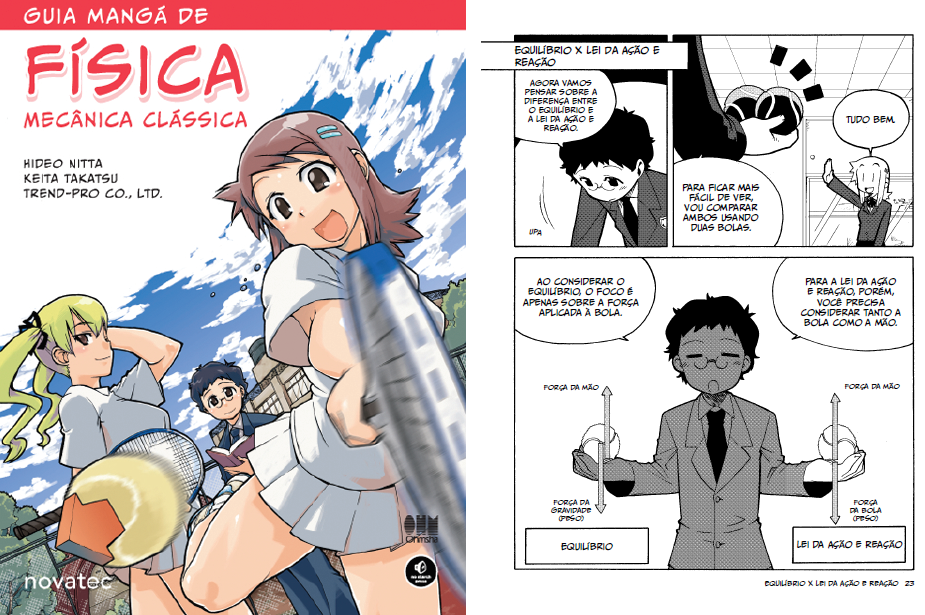 GUIA MANGÁ DE
FÍSICA
MECÂNICA CLÁSSICA
HIDEO NITTA
KEITA TAKATSU
TREND-PRO CO., LTD.
OHM
Ohmsha
no starch
press
novatec
EQUILÍBRIO X LEI DA AÇÃO E
REAÇÃO
AGORA VAMOS
PENSAR SOBRE A
DIFERENÇA ENTRE
O EQUILÍBRIO E
A LEI DA AÇÃO E
REAÇÃO.
UPA
PARA FICAR MAIS
FÁCIL DE VER,
VOU COMPARAR
AMBOS USANDO
DUAS BOLAS.
TUDO BEM.
AO CONSIDERAR O
EQUILÍBRIO, O FOCO É
APENAS SOBRE A FORÇA
APLICADA À BOLA.
PARA A LEI DA AÇÃO
E REAÇÃO, PORÉM,
VOCÊ PRECISA
CONSIDERAR TANTO A
BOLA COMO A MÃO.
FORÇA DA MÃO
FORÇA DA MÃO
FORÇA DA
GRAVIDADE
(PESO)
FORÇA
DA BOLA
(PESO)
EQUILÍBRIO
LEI DA AÇÃO E REAÇÃO
EQUILÍBRIO X LEI DA AÇÃO E REAÇÃO 23